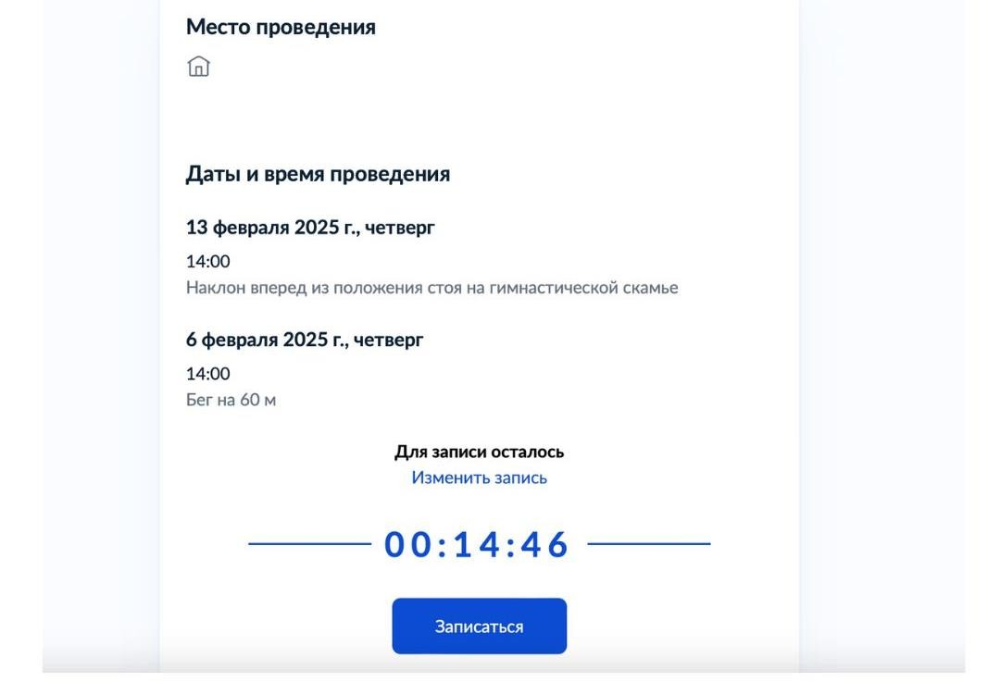 Место проведения
Даты и время проведения
13 февраля 2025 г., четверг
14:00
Наклон вперед из положения стоя на гимнастической скамье
6 февраля 2025 г., четверг
14:00
Бег на 60 м
Для записи осталось
Изменить запись
00:14:46
Записаться